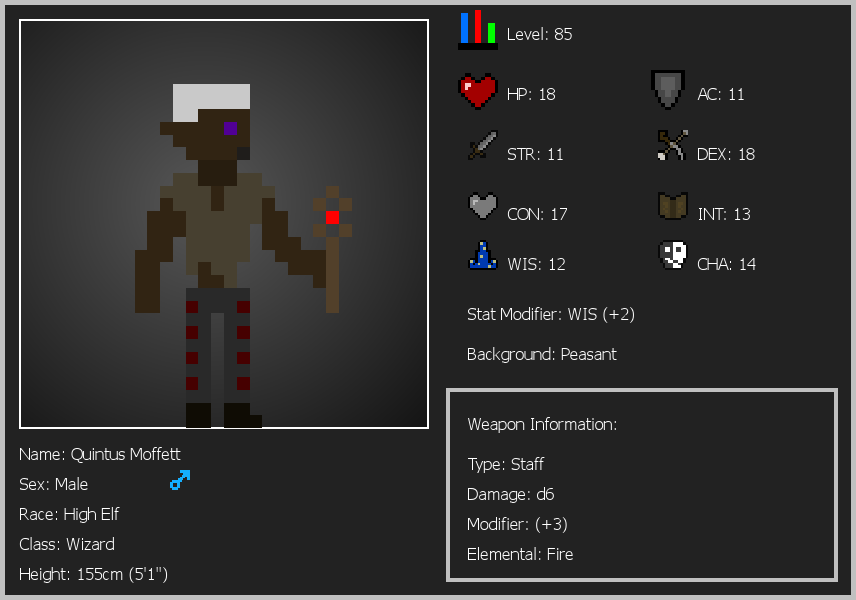 Level: 85
HP: 18
AC: 11
STR: 11
DEX: 18
CON: 17
INT: 13
WIS: 12
CHA: 14
Stat Modifier: WIS (+2)
Background: Peasant
Weapon Information:
Type: Staff
Damage: d6
Modifier: (+3)
Elemental: Fire
Name: Quintus Moffett
Sex: Male
Race: High Elf
Class: Wizard
Height: 155cm (5'1")